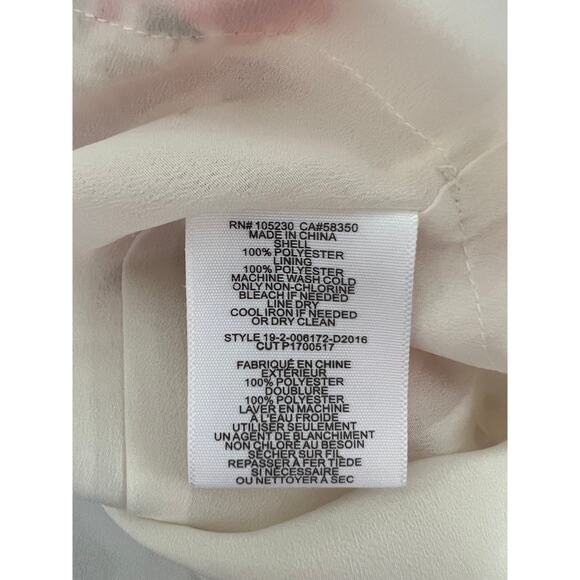 RN# 105230 CA#58350
MADE IN CHINA
SHELL
100% POLYESTER
LINING
100% POLYESTER
MACHINE WASH COLD
ONLY NON-CHLORINE
BLEACH IF NEEDED
LINE DRY
COOL IRON IF NEEDED
OR DRY CLEAN
STYLE 19-2-006172-D2016
CUT P1700517
FABRIQUÉ EN CHINE
EXTÉRIEUR
100% POLYESTER
DOUBLURE
100% POLYESTER
LAVER EN MACHINE
À L'EAU FROIDE
UTILISER SEULEMENT
UN AGENT DE BLANCHIMENT
NON CHLORÉ AU BESOIN
SÉCHER SUR FIL
REPASSER À FER TIÈDE
SI NÉCESSAIRE
OU NETTOYER À SEC